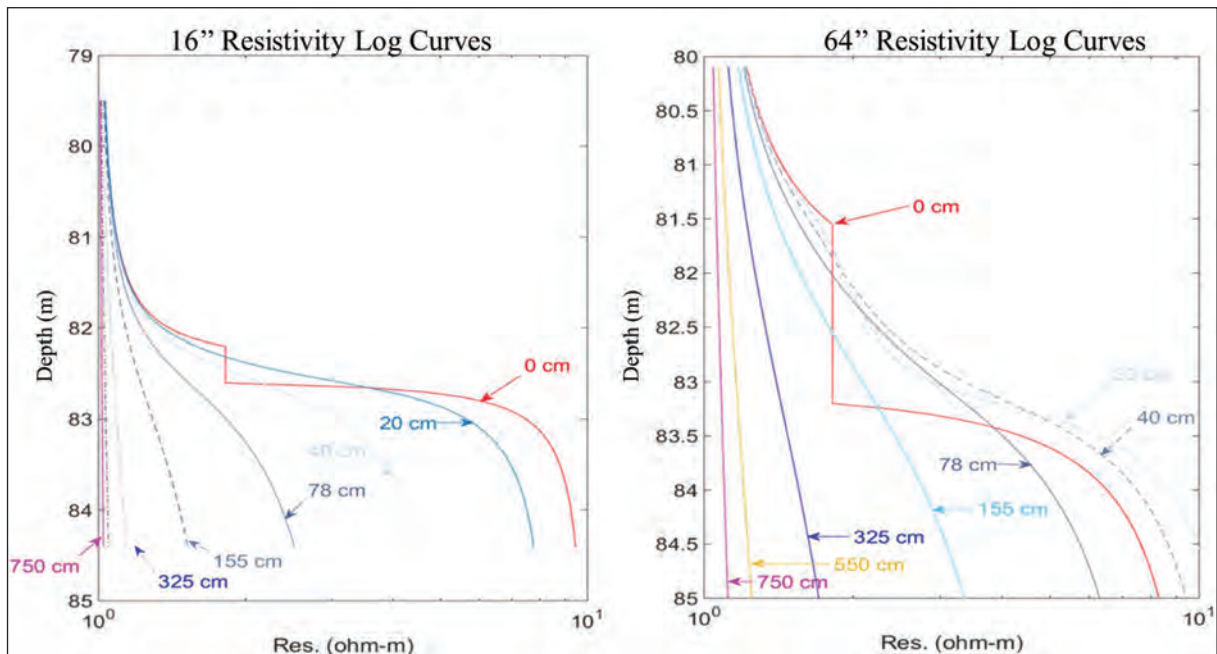 16” Resistivity Log Curves
79
80
81
82
83
84
85
Depth (m)
0 cm
20 cm
40 cm
78 cm
155 cm
325 cm
750 cm
10⁰
10¹
Res. (ohm-m)
64” Resistivity Log Curves
80
80.5
81
81.5
82
82.5
83
83.5
84
84.5
85
Depth (m)
0 cm
40 cm
78 cm
155 cm
325 cm
550 cm
750 cm
10⁰
10¹
Res. (ohm-m)